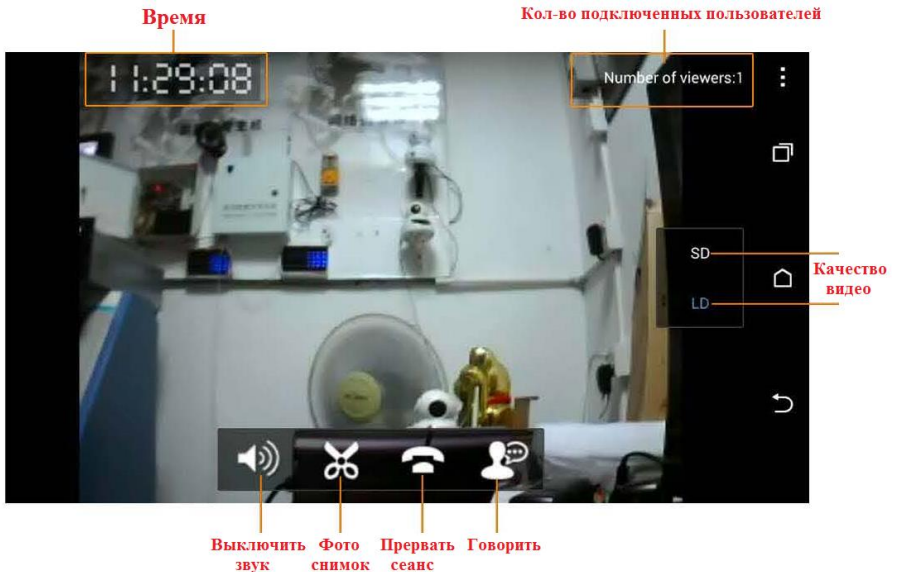 Время
Кол-во подключенных пользователей
11:29:08
Number of viewers:1
SD
LD
Качество
видео
Выключить
звук
Фото
снимок
Прервать
сеанс
Говорить